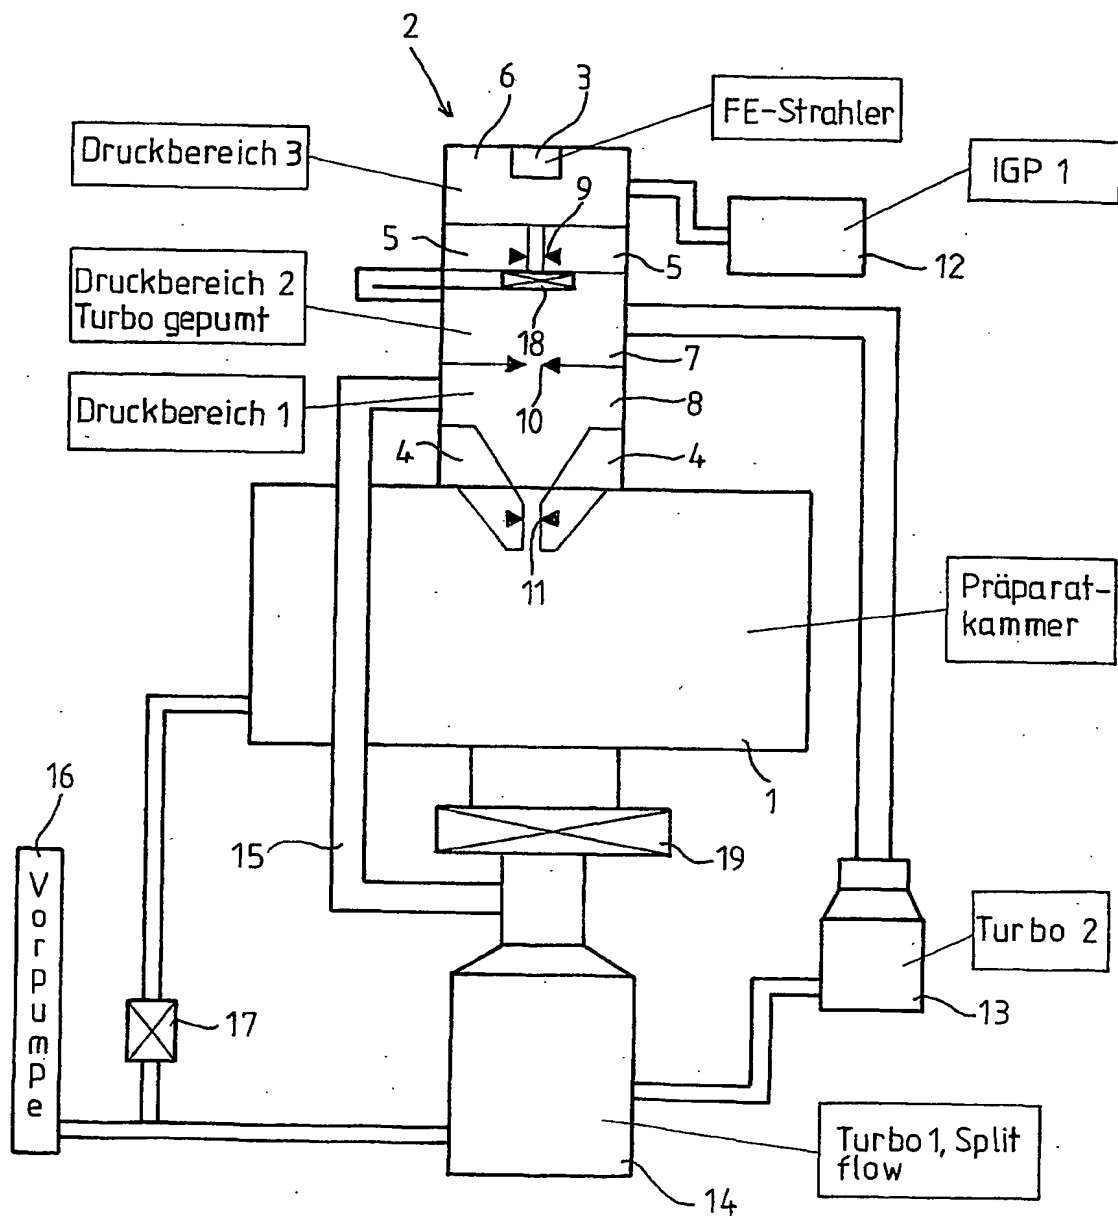 2
6
3
FE-Strahler
Druckbereich 3
IGP 1
9
5
5
12
Druckbereich 2
Turbo gepumt
18
7
Druckbereich 1
10
8
4
4
11
Präparat-
kammer
1
16
15
19
Vorpumpe
Turbo 2
17
13
Turbo 1, Split
flow
14